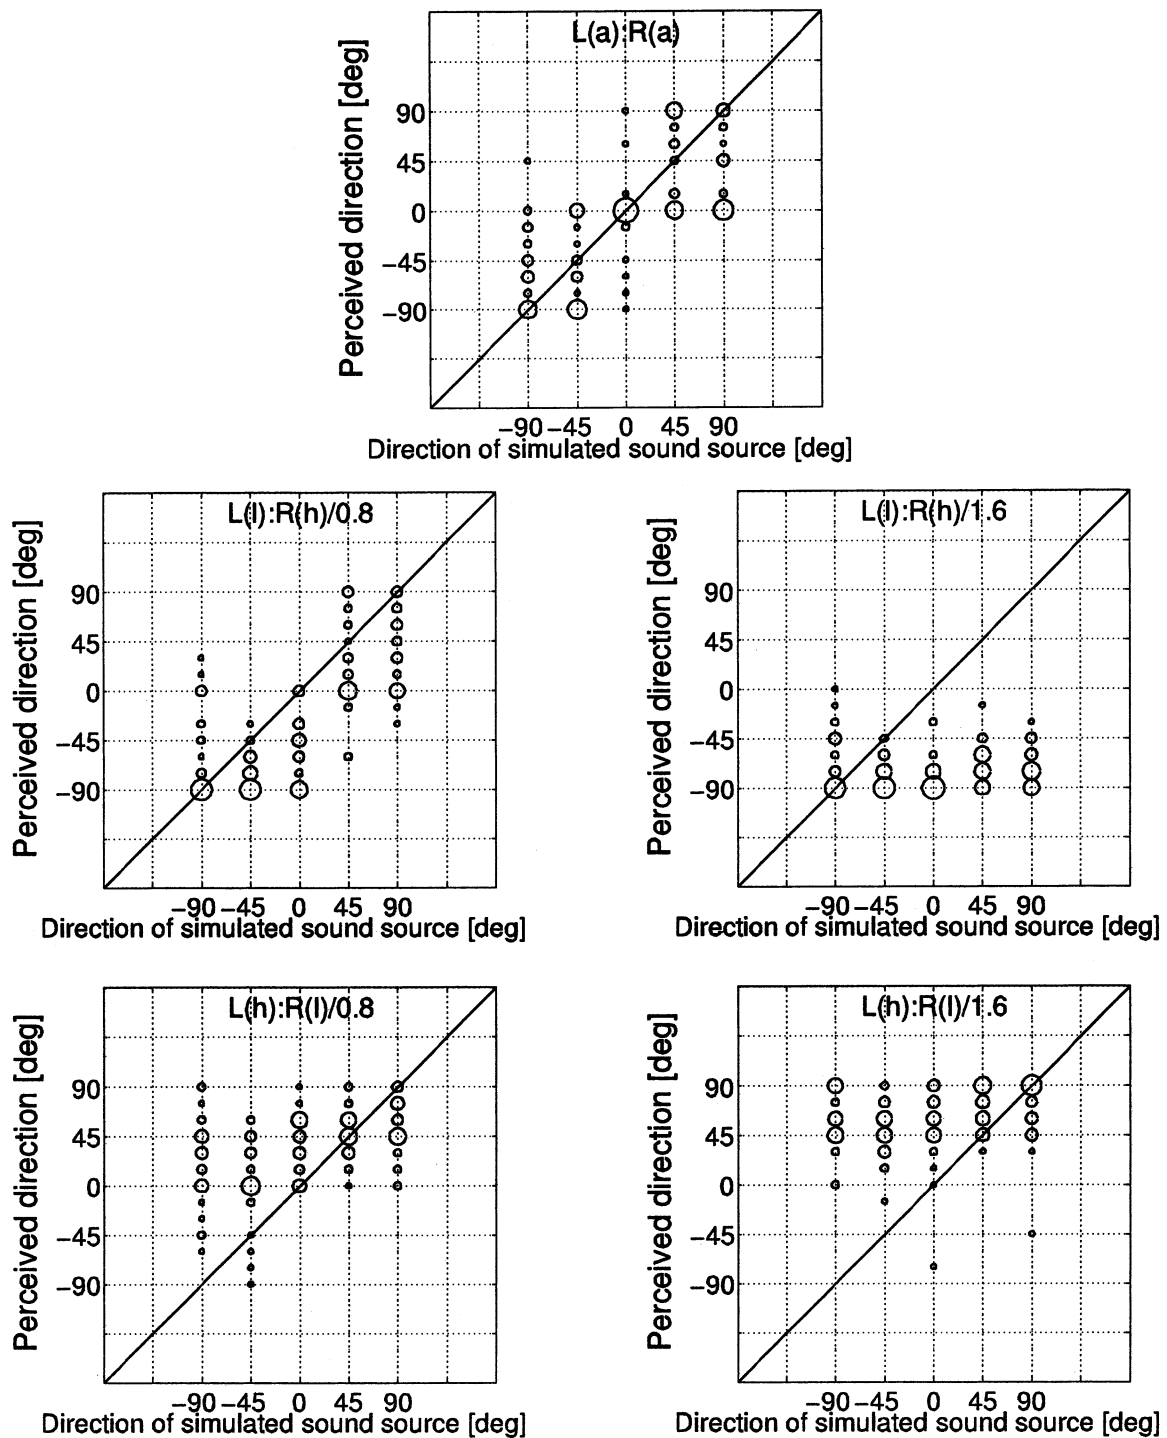 L(a):R(a)
Perceived direction [deg]
90
45
0
−45
−90
−90 −45 0 45 90
Direction of simulated sound source [deg]
L(l):R(h)/0.8
Perceived direction [deg]
90
45
0
−45
−90
−90 −45 0 45 90
Direction of simulated sound source [deg]
L(l):R(h)/1.6
Perceived direction [deg]
90
45
0
−45
−90
−90 −45 0 45 90
Direction of simulated sound source [deg]
L(h):R(l)/0.8
Perceived direction [deg]
90
45
0
−45
−90
−90 −45 0 45 90
Direction of simulated sound source [deg]
L(h):R(l)/1.6
Perceived direction [deg]
90
45
0
−45
−90
−90 −45 0 45 90
Direction of simulated sound source [deg]